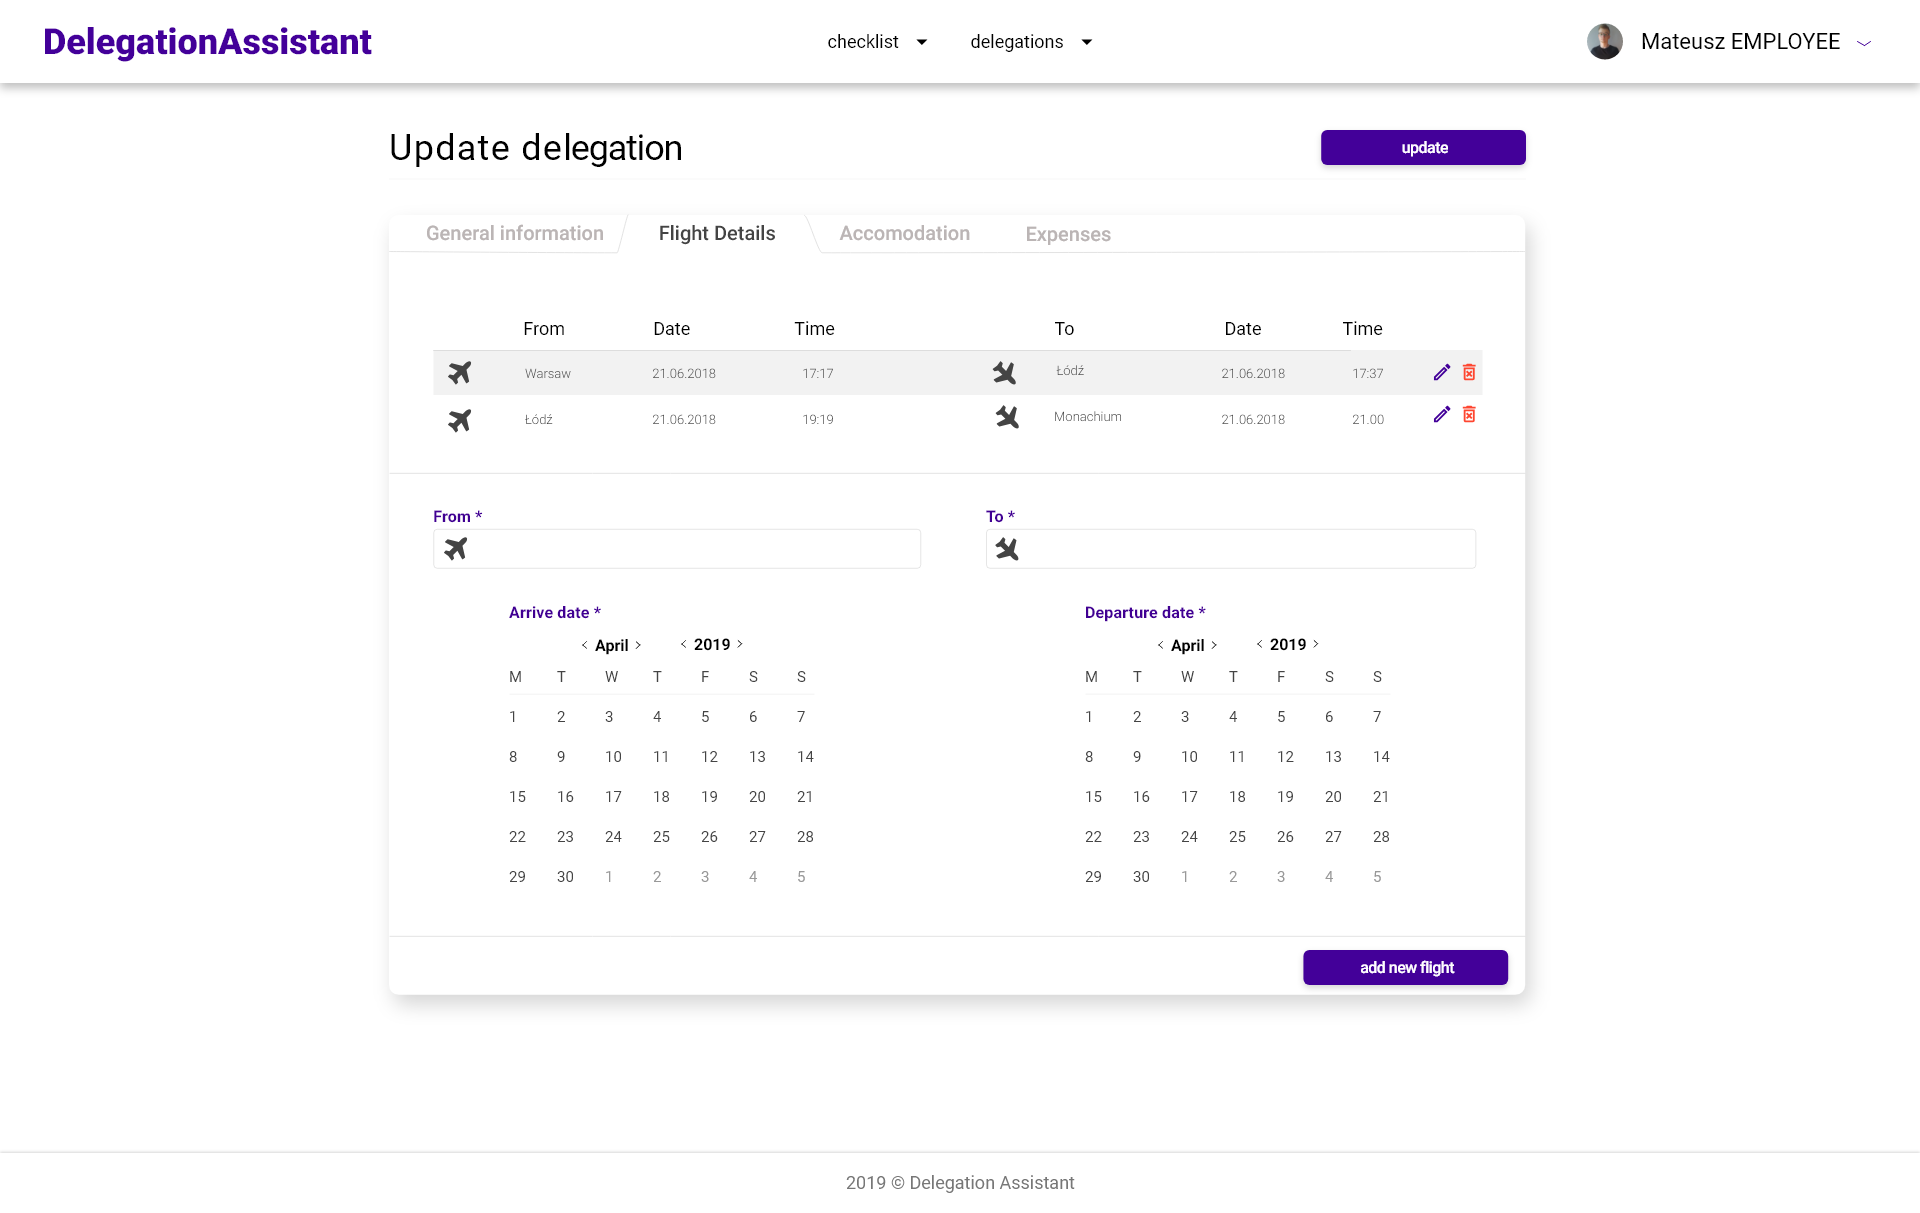 DelegationAssistant
checklist delegations
Mateusz EMPLOYEE
Update delegation
update
General information Flight Details Accomodation Expenses
From Date Time To Date Time
Warsaw 21.06.2018 17:17 Łódź 21.06.2018 17:37
Łódź 21.06.2018 19:19 Monachium 21.06.2018 21.00
From * To *
Arrive date *
< April > < 2019 >
M T W T F S S
1 2 3 4 5 6 7
8 9 10 11 12 13 14
15 16 17 18 19 20 21
22 23 24 25 26 27 28
29 30 1 2 3 4 5
Departure date *
< April > < 2019 >
M T W T F S S
1 2 3 4 5 6 7
8 9 10 11 12 13 14
15 16 17 18 19 20 21
22 23 24 25 26 27 28
29 30 1 2 3 4 5
add new flight
2019 © Delegation Assistant